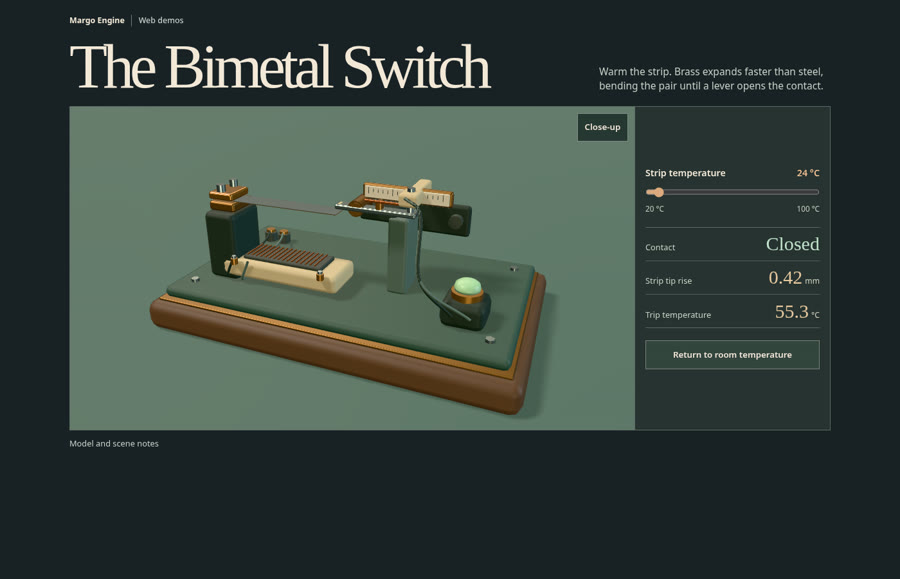 Margo Engine
Web demos
The Bimetal Switch
Warm the strip. Brass expands faster than steel,
bending the pair until a lever opens the contact.
Close-up
Strip temperature 24 °C
20 °C 100 °C
Contact Closed
Strip tip rise 0.42 mm
Trip temperature 55.3 °C
Return to room temperature
Model and scene notes